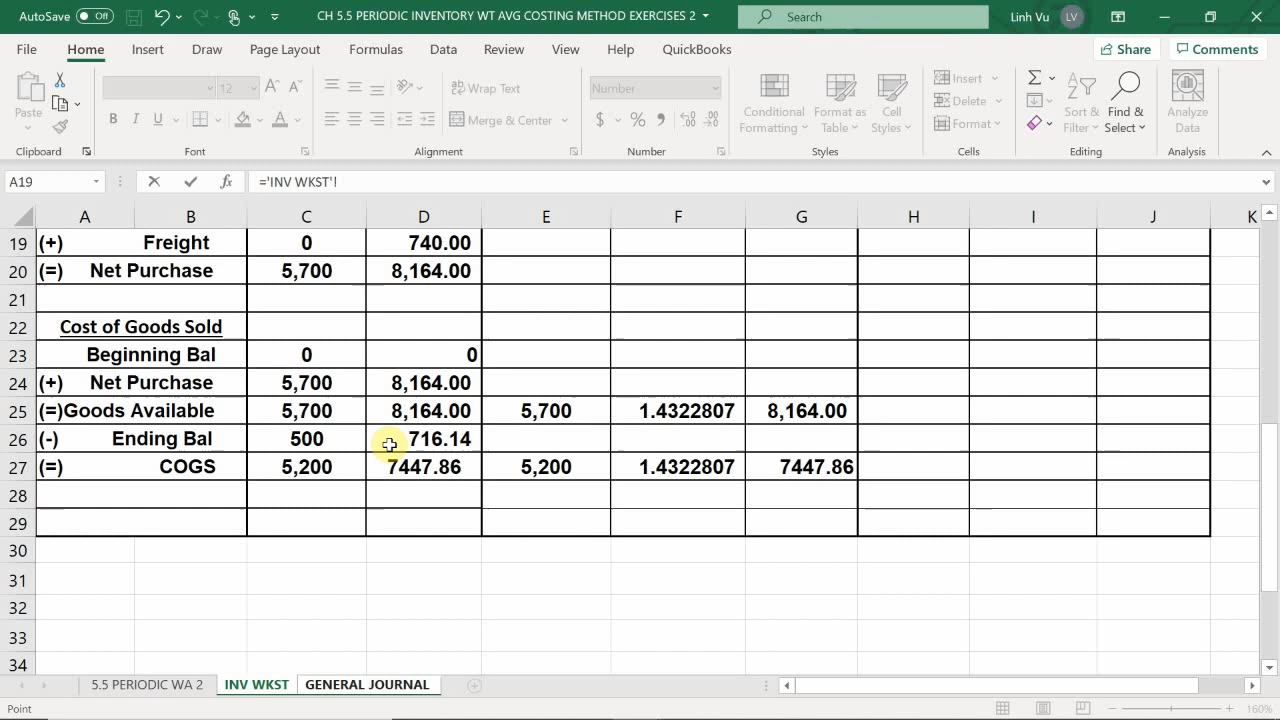 AutoSave Off CH 5.5 PERIODIC INVENTORY WT AVG COSTING METHOD EXERCISES 2 Search Linh Vu LV
File Home Insert Draw Page Layout Formulas Data Review View Help QuickBooks Share Comments
Paste
12 A A
B I U A
Wrap Text
Merge & Center
Number
$ % 9
Conditional Formatting
Format as Table
Cell Styles
Insert
Delete
Format
Sort & Filter
Find & Select
Analyze Data
Clipboard Font Alignment Number Styles Cells Editing Analysis
A19 fx ='INV WKST'!
A B C D E F G H I J K
19 (+) Freight 0 740.00
20 (=) Net Purchase 5,700 8,164.00
21
22 Cost of Goods Sold
23 Beginning Bal 0 0
24 (+) Net Purchase 5,700 8,164.00
25 (=)Goods Available 5,700 8,164.00 5,700 1.4322807 8,164.00
26 (-) Ending Bal 500 716.14
27 (=) COGS 5,200 7447.86 5,200 1.4322807 7447.86
28
29
30
31
32
33
34
5.5 PERIODIC WA 2 INV WKST GENERAL JOURNAL
Point 160%